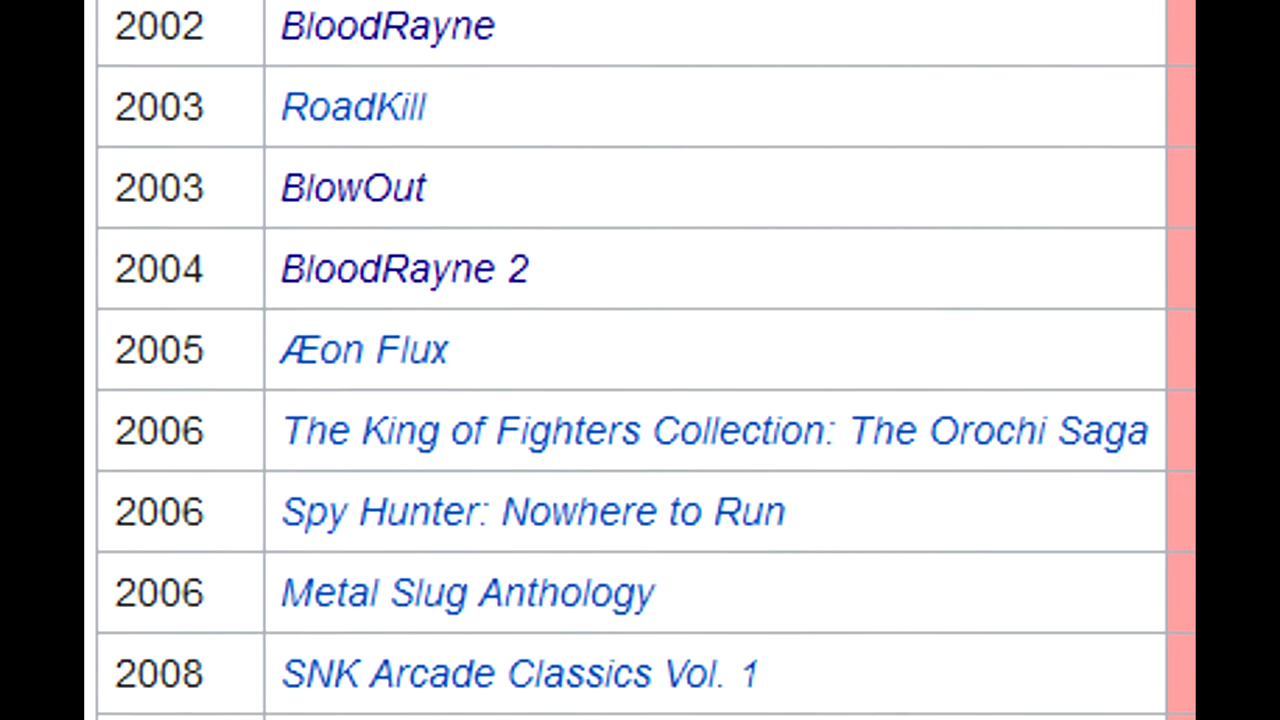 2002 BloodRayne
2003 RoadKill
2003 BlowOut
2004 BloodRayne 2
2005 Æon Flux
2006 The King of Fighters Collection: The Orochi Saga
2006 Spy Hunter: Nowhere to Run
2006 Metal Slug Anthology
2008 SNK Arcade Classics Vol. 1